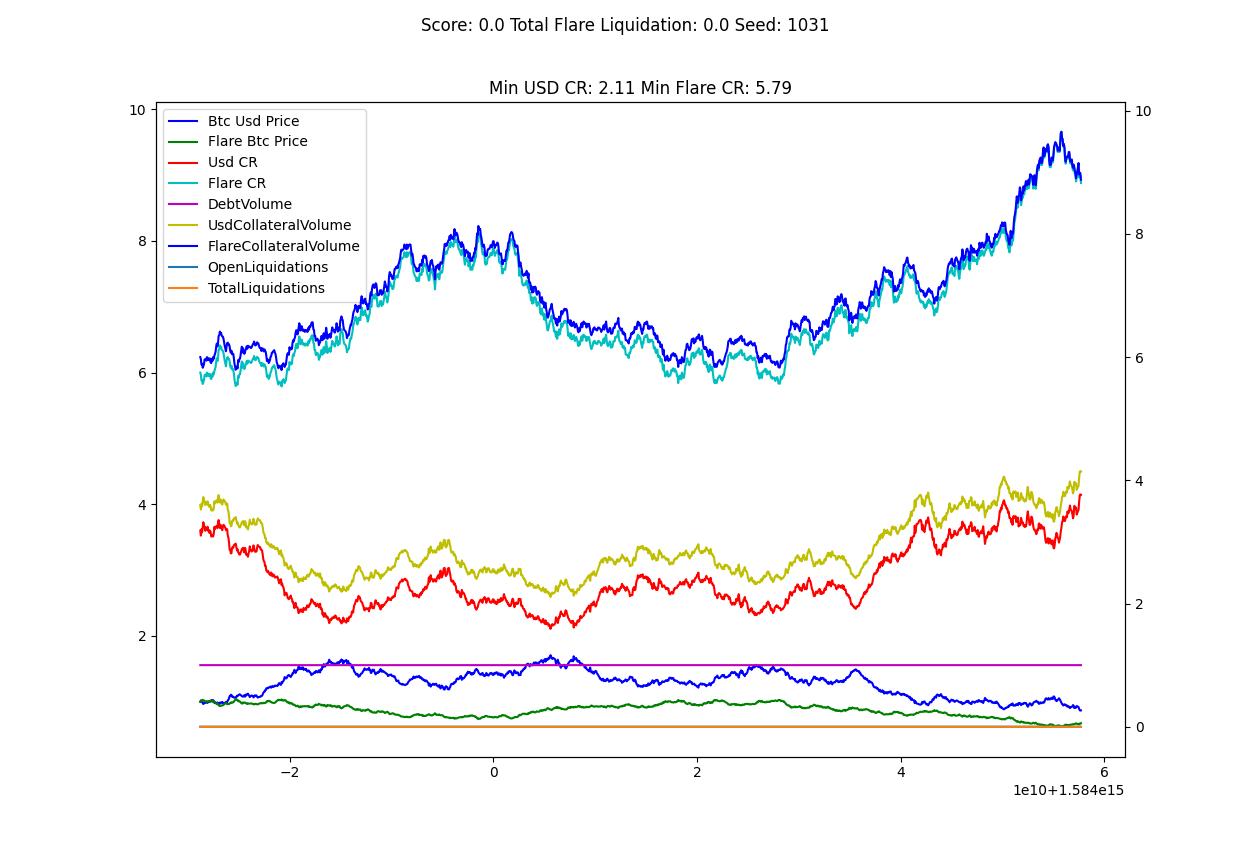 Score: 0.0 Total Flare Liquidation: 0.0 Seed: 1031
Min USD CR: 2.11 Min Flare CR: 5.79
Btc Usd Price
Flare Btc Price
Usd CR
Flare CR
DebtVolume
UsdCollateralVolume
FlareCollateralVolume
OpenLiquidations
TotalLiquidations
10
8
6
4
2
10
8
6
4
2
0
−2
0
2
4
6
1e10+1.584e15